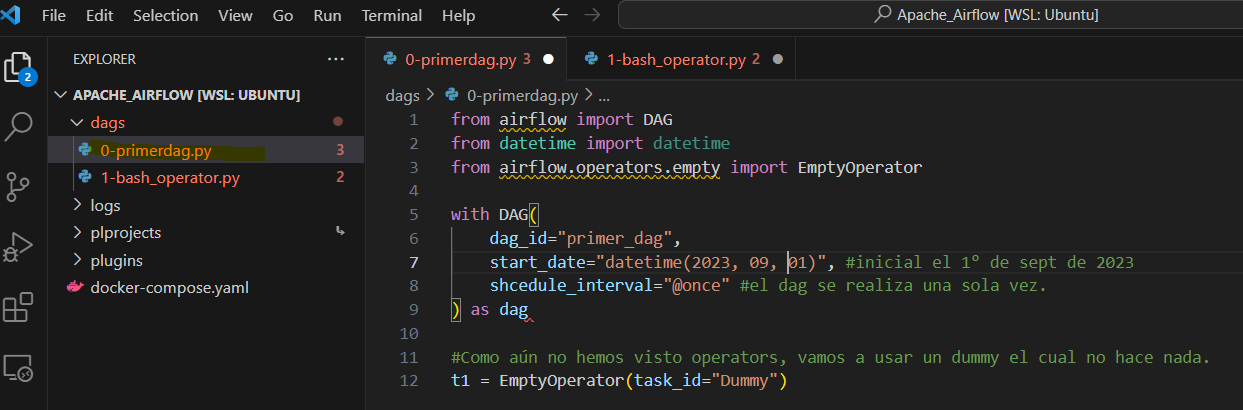 File Edit Selection View Go Run Terminal Help
Apache_Airflow [WSL: Ubuntu]
2
EXPLORER
APACHE_AIRFLOW [WSL: UBUNTU]
dags
0-primerdag.py 3
1-bash_operator.py 2
logs
plprojects
plugins
docker-compose.yaml
0-primerdag.py 3
1-bash_operator.py 2
dags > 0-primerdag.py > ...
1 from airflow import DAG
2 from datetime import datetime
3 from airflow.operators.empty import EmptyOperator
4
5 with DAG(
6 dag_id="primer_dag",
7 start_date="datetime(2023, 09, 01)", #inicial el 1º de sept de 2023
8 shcedule_interval="@once" #el dag se realiza una sola vez.
9 ) as dag
10
11 #Como aún no hemos visto operators, vamos a usar un dummy el cual no hace nada.
12 t1 = EmptyOperator(task_id="Dummy")